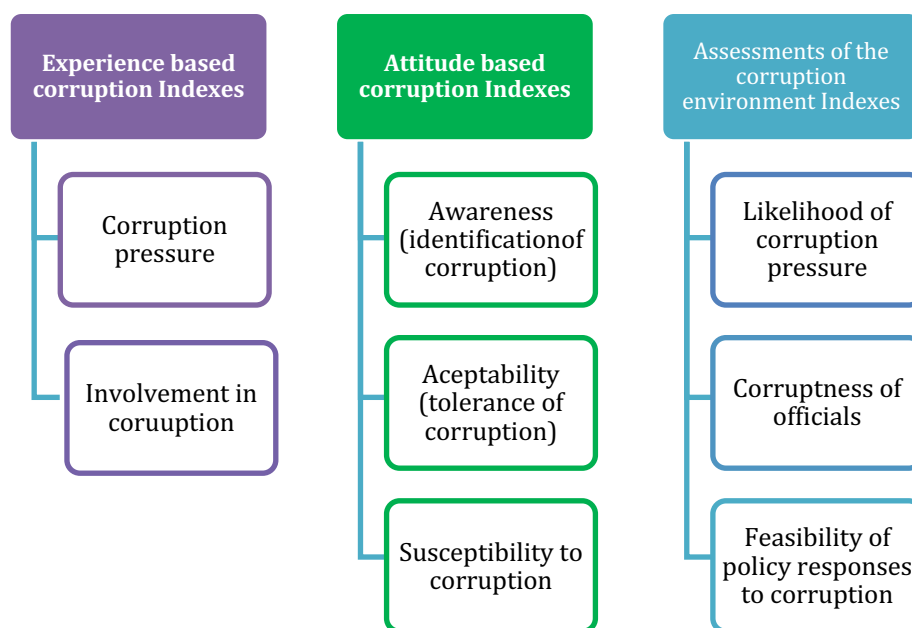 Experience based
corruption Indexes
Corruption
pressure
Involvement in
coruuption
Attitude based
corruption Indexes
Awareness
(identificationof
corruption)
Aceptability
(tolerance of
corruption)
Susceptibility to
corruption
Assessments of the
corruption
environment Indexes
Likelihood of
corruption
pressure
Corruptness of
officials
Feasibility of
policy responses
to corruption